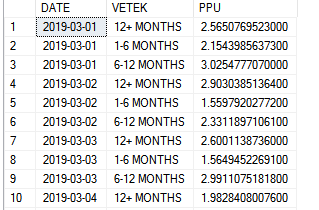 DATE VETEK PPU
1 2019-03-01 12+ MONTHS 2.5650769523000
2 2019-03-01 1-6 MONTHS 2.1543985637300
3 2019-03-01 6-12 MONTHS 3.0254777070000
4 2019-03-02 12+ MONTHS 2.9030385136400
5 2019-03-02 1-6 MONTHS 1.5597920277200
6 2019-03-02 6-12 MONTHS 2.3311897106100
7 2019-03-03 12+ MONTHS 2.6001138736000
8 2019-03-03 1-6 MONTHS 1.5649452269100
9 2019-03-03 6-12 MONTHS 2.9911075181800
10 2019-03-04 12+ MONTHS 1.9828408007600